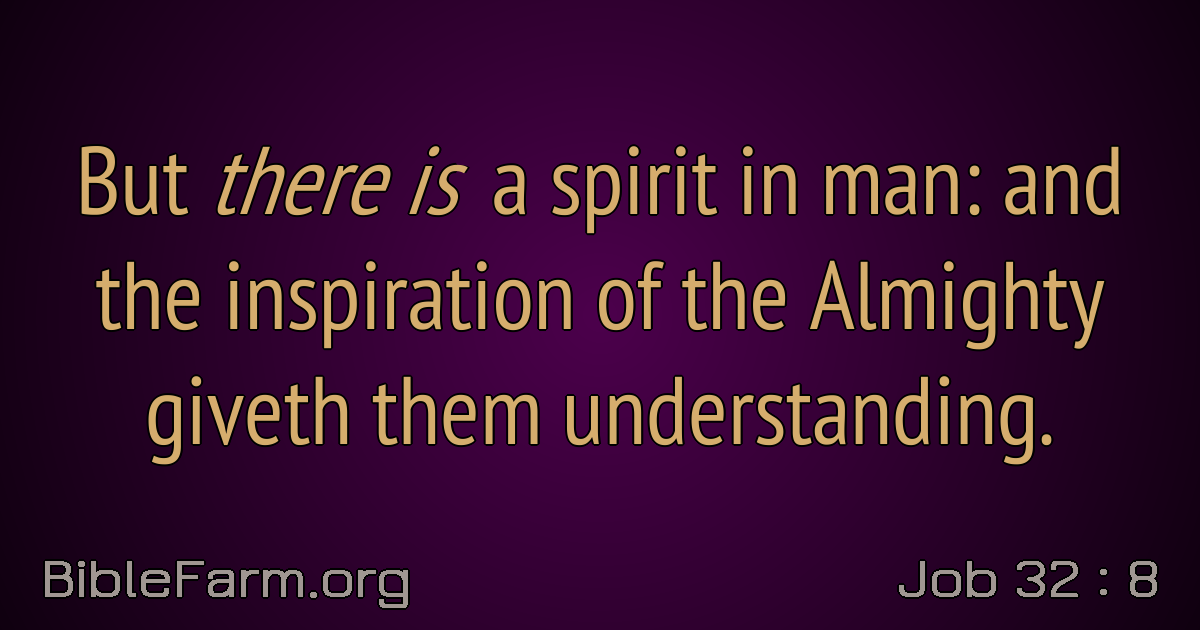 But there is a spirit in man: and
the inspiration of the Almighty
giveth them understanding.
BibleFarm.org
Job 32 : 8